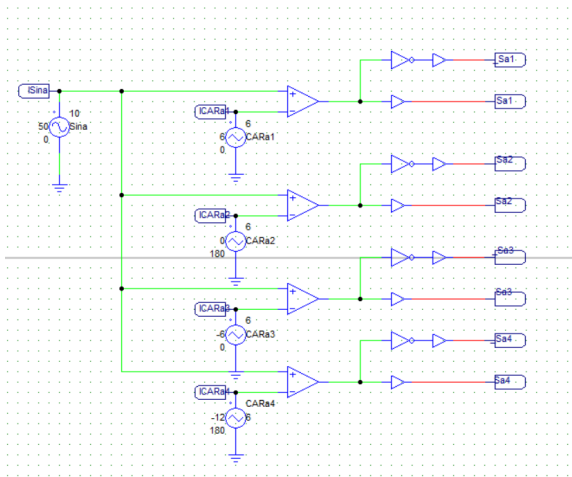 Sa1
ISina
10
50
Sina
0
ICARa1
6
6
CARa1
0
Sa1
Sa2
ICARa2
6
0
CARa2
180
Sa2
Sa3
ICARa3
6
-6
CARa3
0
Sa3
Sa4
ICARa4
CARa4
-12
6
180
Sa4